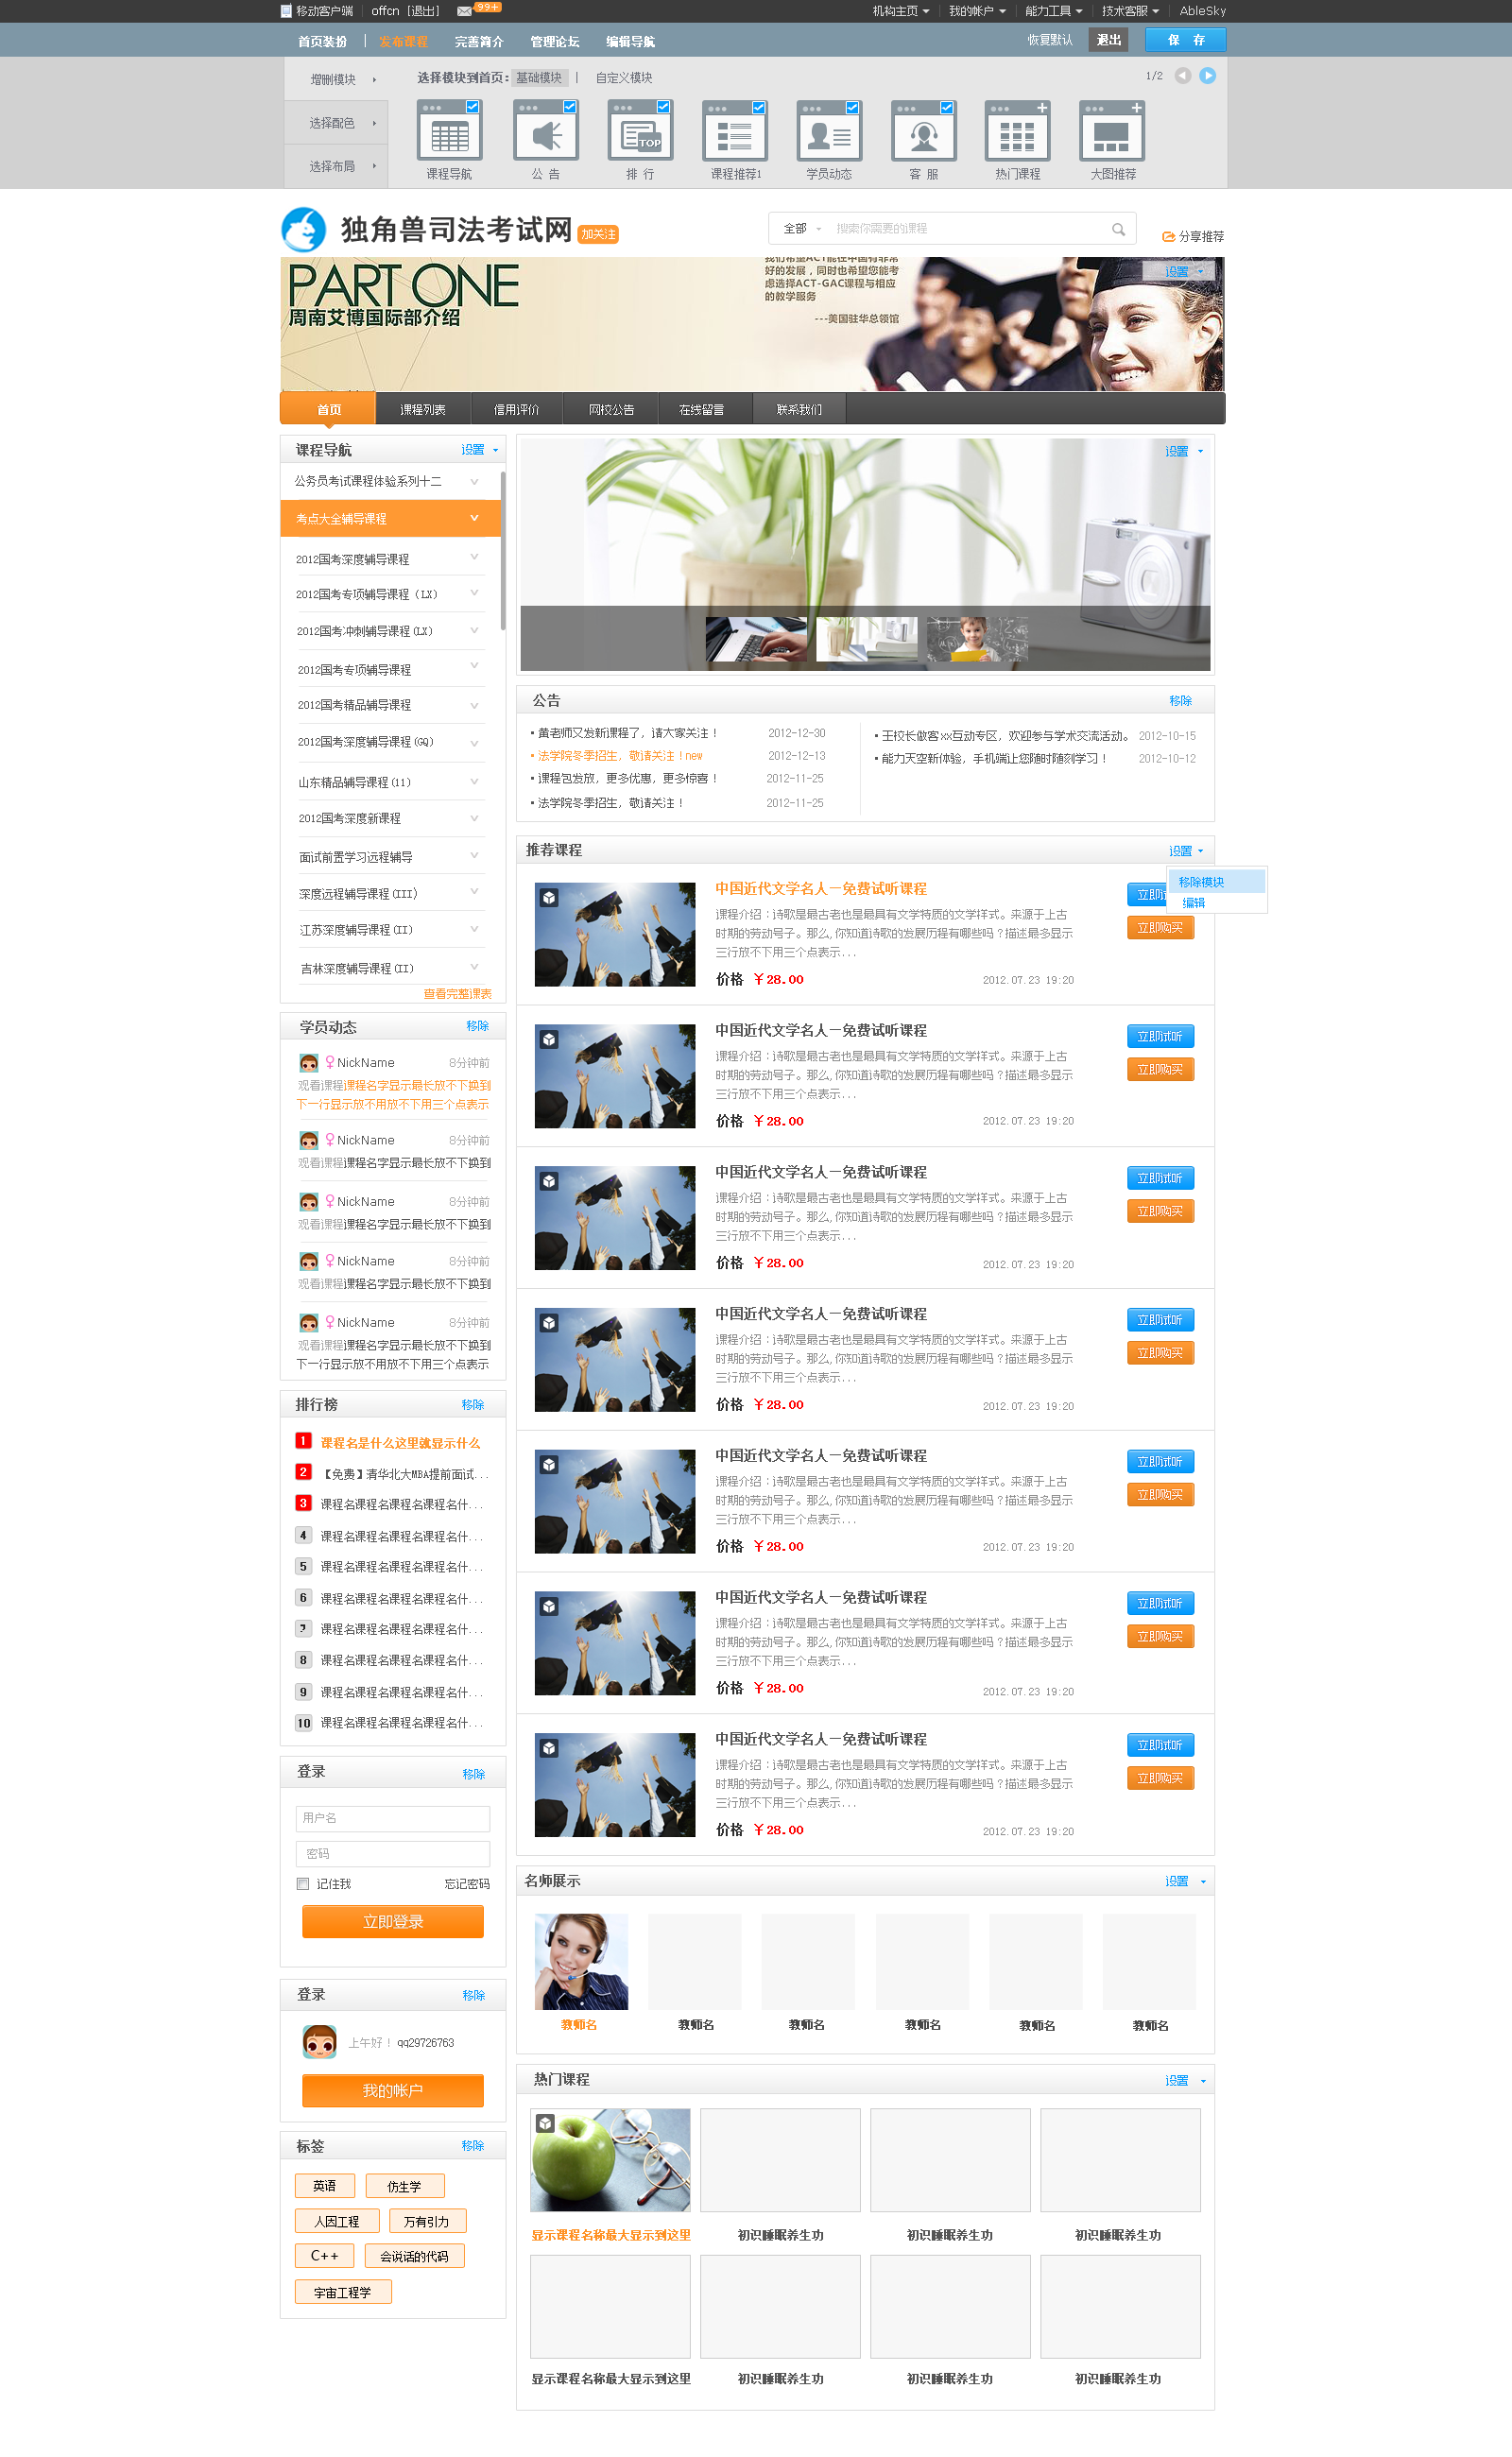 移动客户端 offcn [退出] 99+ 机构主页 我的帐户 能力工具 技术客服 AbleSky
首页装扮 | 发布课程 完善简介 管理论坛 编辑导航 恢复默认 退出 保 存
增删模块 选择模块到首页: 基础模块 | 自定义模块 1/2
选择配色
选择布局
TOP
课程导航 公 告 排 行 课程推荐1 学员动态 客 服 热门课程 大图推荐
独角兽司法考试网 加关注 全部 搜索你需要的课程 分享推荐
PART ONE
周南艾博国际部介绍
我们希望ACT能在中国有非常
好的发展，同时也希望您能考
虑选择ACT-GAC课程与相应
的教学服务
---美国驻华总领馆
设置
首页 课程列表 信用评价 网校公告 在线留言 联系我们
课程导航 设置
公务员考试课程体验系列十二
考点大全辅导课程
2012国考深度辅导课程
2012国考专项辅导课程（LX）
2012国考冲刺辅导课程(LX)
2012国考专项辅导课程
2012国考精品辅导课程
2012国考深度辅导课程(GQ)
山东精品辅导课程(11)
2012国考深度新课程
面试前置学习远程辅导
深度远程辅导课程(III)
江苏深度辅导课程(II)
吉林深度辅导课程(II)
查看完整课表
学员动态 移除
NickName 8分钟前
观看课程课程名字显示最长放不下换到
下一行显示放不用放不下用三个点表示
NickName 8分钟前
观看课程课程名字显示最长放不下换到
NickName 8分钟前
观看课程课程名字显示最长放不下换到
NickName 8分钟前
观看课程课程名字显示最长放不下换到
NickName 8分钟前
观看课程课程名字显示最长放不下换到
下一行显示放不用放不下用三个点表示
排行榜 移除
1 课程名是什么这里就显示什么
2 【免费】清华北大MBA提前面试...
3 课程名课程名课程名课程名什...
4 课程名课程名课程名课程名什...
5 课程名课程名课程名课程名什...
6 课程名课程名课程名课程名什...
7 课程名课程名课程名课程名什...
8 课程名课程名课程名课程名什...
9 课程名课程名课程名课程名什...
10 课程名课程名课程名课程名什...
登录 移除
用户名
密码
记住我 忘记密码
立即登录
登录 移除
上午好！ qq29726763
我的帐户
标签 移除
英语 仿生学
人因工程 万有引力
C++ 会说话的代码
宇宙工程学
设置
公告 移除
黄老师又发新课程了，请大家关注！ 2012-12-30
法学院冬季招生，敬请关注！new 2012-12-13
课程包发放，更多优惠，更多惊喜！ 2012-11-25
法学院冬季招生，敬请关注！ 2012-11-25
王校长做客xx互动专区，欢迎参与学术交流活动。 2012-10-15
能力天空新体验，手机端让您随时随刻学习！ 2012-10-12
推荐课程 设置
移除模块
编辑
中国近代文学名人—免费试听课程
课程介绍：诗歌是最古老也是最具有文学特质的文学样式。来源于上古
时期的劳动号子。那么,你知道诗歌的发展历程有哪些吗？描述最多显示
三行放不下用三个点表示...
价格 ￥28.00 2012.07.23 19:20
立即试
立即购买
中国近代文学名人—免费试听课程
课程介绍：诗歌是最古老也是最具有文学特质的文学样式。来源于上古
时期的劳动号子。那么,你知道诗歌的发展历程有哪些吗？描述最多显示
三行放不下用三个点表示...
价格 ￥28.00 2012.07.23 19:20
立即试听
立即购买
中国近代文学名人—免费试听课程
课程介绍：诗歌是最古老也是最具有文学特质的文学样式。来源于上古
时期的劳动号子。那么,你知道诗歌的发展历程有哪些吗？描述最多显示
三行放不下用三个点表示...
价格 ￥28.00 2012.07.23 19:20
立即试听
立即购买
中国近代文学名人—免费试听课程
课程介绍：诗歌是最古老也是最具有文学特质的文学样式。来源于上古
时期的劳动号子。那么,你知道诗歌的发展历程有哪些吗？描述最多显示
三行放不下用三个点表示...
价格 ￥28.00 2012.07.23 19:20
立即试听
立即购买
中国近代文学名人—免费试听课程
课程介绍：诗歌是最古老也是最具有文学特质的文学样式。来源于上古
时期的劳动号子。那么,你知道诗歌的发展历程有哪些吗？描述最多显示
三行放不下用三个点表示...
价格 ￥28.00 2012.07.23 19:20
立即试听
立即购买
中国近代文学名人—免费试听课程
课程介绍：诗歌是最古老也是最具有文学特质的文学样式。来源于上古
时期的劳动号子。那么,你知道诗歌的发展历程有哪些吗？描述最多显示
三行放不下用三个点表示...
价格 ￥28.00 2012.07.23 19:20
立即试听
立即购买
中国近代文学名人—免费试听课程
课程介绍：诗歌是最古老也是最具有文学特质的文学样式。来源于上古
时期的劳动号子。那么,你知道诗歌的发展历程有哪些吗？描述最多显示
三行放不下用三个点表示...
价格 ￥28.00 2012.07.23 19:20
立即试听
立即购买
名师展示 设置
教师名 教师名 教师名 教师名 教师名 教师名
热门课程 设置
显示课程名称最大显示到这里 初识睡眠养生功 初识睡眠养生功 初识睡眠养生功
显示课程名称最大显示到这里 初识睡眠养生功 初识睡眠养生功 初识睡眠养生功